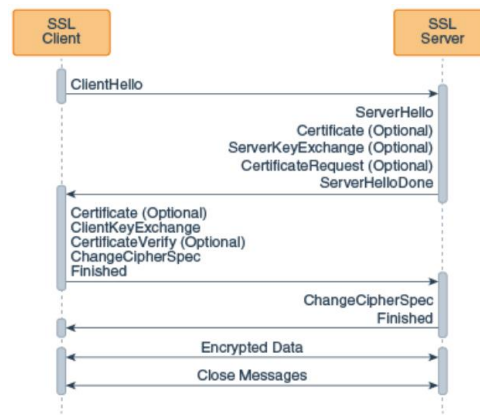 SSL
Client
SSL
Server
ClientHello
ServerHello
Certificate (Optional)
ServerKeyExchange (Optional)
CertificateRequest (Optional)
ServerHelloDone
Certificate (Optional)
ClientKeyExchange
CertificateVerify (Optional)
ChangeCipherSpec
Finished
ChangeCipherSpec
Finished
Encrypted Data
Close Messages